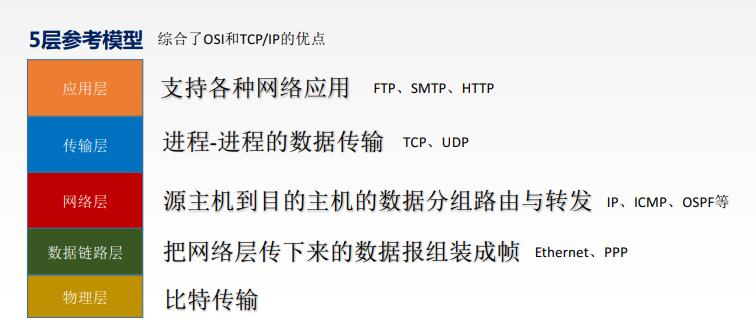 5层参考模型 综合了OSI和TCP/IP的优点
应用层 支持各种网络应用 FTP、SMTP、HTTP
传输层 进程-进程的数据传输 TCP、UDP
网络层 源主机到目的主机的数据分组路由与转发 IP、ICMP、OSPF等
数据链路层 把网络层传下来的数据报组装成帧 Ethernet、PPP
物理层 比特传输